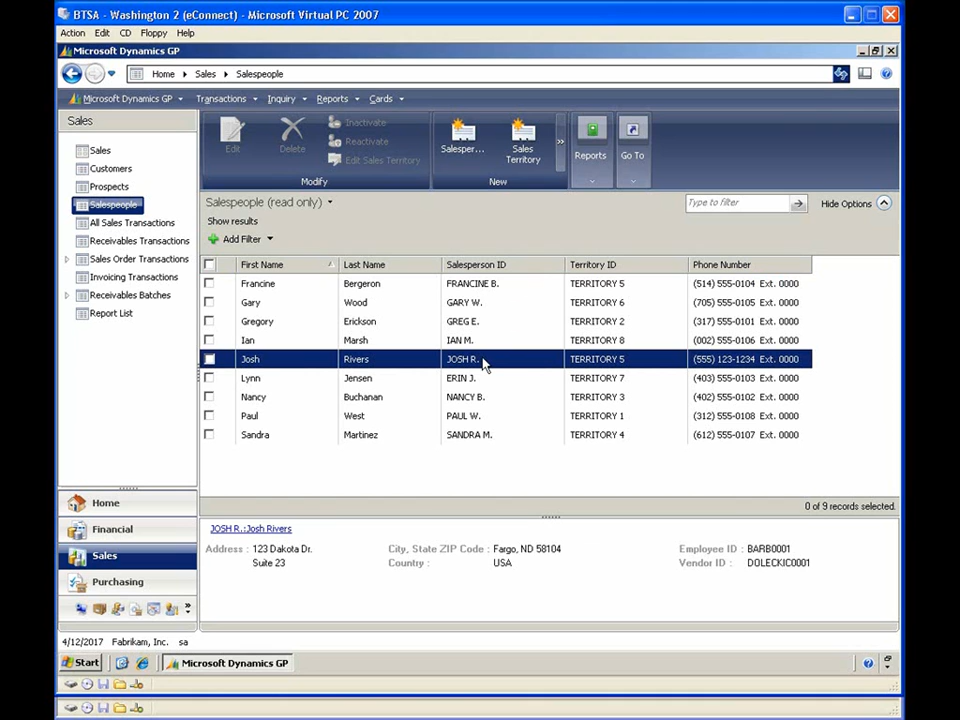 BTSA - Washington 2 (eConnect) - Microsoft Virtual PC 2007
Action Edit CD Floppy Help
Microsoft Dynamics GP
Home Sales Salespeople
Microsoft Dynamics GP Transactions Inquiry Reports Cards
Sales
Sales
Customers
Prospects
Salespeople
All Sales Transactions
Receivables Transactions
Sales Order Transactions
Invoicing Transactions
Receivables Batches
Report List
Home
Financial
Sales
Purchasing
Edit
Delete
Inactivate
Reactivate
Edit Sales Territory
Modify
Salesper...
Sales Territory
New
Reports
Go To
Salespeople (read only)
Type to filter
Hide Options
Show results
Add Filter
First Name Last Name Salesperson ID Territory ID Phone Number
Francine Bergeron FRANCINE B. TERRITORY 5 (514) 555-0104 Ext. 0000
Gary Wood GARY W. TERRITORY 6 (705) 555-0105 Ext. 0000
Gregory Erickson GREG E. TERRITORY 2 (317) 555-0101 Ext. 0000
Ian Marsh IAN M. TERRITORY 8 (002) 555-0106 Ext. 0000
Josh Rivers JOSH R. TERRITORY 5 (555) 123-1234 Ext. 0000
Lynn Jensen ERIN J. TERRITORY 7 (403) 555-0103 Ext. 0000
Nancy Buchanan NANCY B. TERRITORY 3 (402) 555-0102 Ext. 0000
Paul West PAUL W. TERRITORY 1 (312) 555-0108 Ext. 0000
Sandra Martinez SANDRA M. TERRITORY 4 (612) 555-0107 Ext. 0000
0 of 9 records selected.
JOSH R.:Josh Rivers
Address : 123 Dakota Dr. City, State ZIP Code : Fargo, ND 58104 Employee ID : BARB0001
Suite 23 Country : USA Vendor ID : DOLECKIC0001
4/12/2017 Fabrikam, Inc. sa
Start Microsoft Dynamics GP